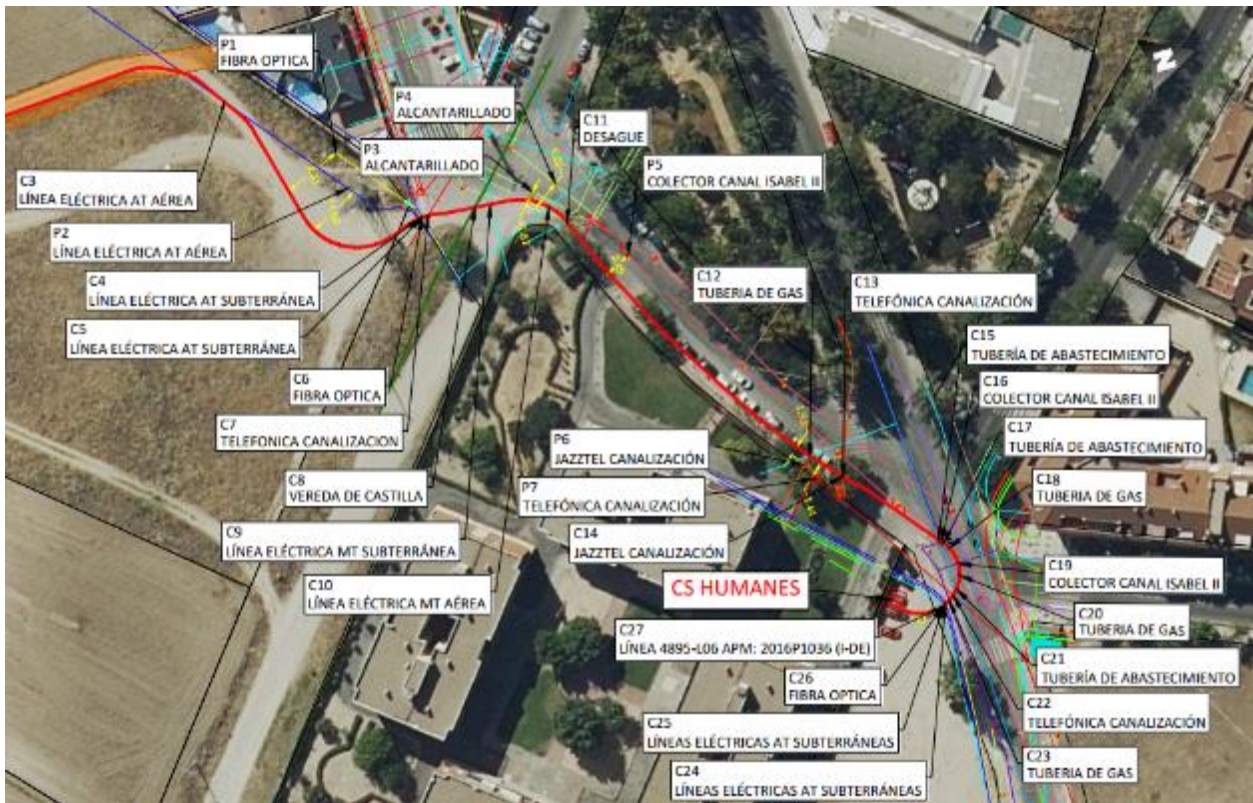 P1
FIBRA OPTICA
N
P4
ALCANTARILLADO
C11
DESAGUE
P3
ALCANTARILLADO
P5
COLECTOR CANAL ISABEL II
C3
LÍNEA ELÉCTRICA AT AÉREA
P2
LÍNEA ELÉCTRICA AT AÉREA
C4
LÍNEA ELÉCTRICA AT SUBTERRÁNEA
C12
TUBERIA DE GAS
C13
TELEFÓNICA CANALIZACIÓN
C5
LÍNEA ELÉCTRICA AT SUBTERRÁNEA
C15
TUBERÍA DE ABASTECIMIENTO
C6
FIBRA OPTICA
C16
COLECTOR CANAL ISABEL II
C7
TELEFONICA CANALIZACION
C17
TUBERÍA DE ABASTECIMIENTO
P6
JAZZTEL CANALIZACIÓN
C8
VEREDA DE CASTILLA
P7
TELEFÓNICA CANALIZACIÓN
C18
TUBERIA DE GAS
C9
LÍNEA ELÉCTRICA MT SUBTERRÁNEA
C14
JAZZTEL CANALIZACIÓN
C10
LÍNEA ELÉCTRICA MT AÉREA
CS HUMANES
C19
COLECTOR CANAL ISABEL II
C20
TUBERIA DE GAS
C27
LÍNEA 4895-L06 APM: 2016P1036 (I-DE)
C21
TUBERÍA DE ABASTECIMIENTO
C26
FIBRA OPTICA
C22
TELEFÓNICA CANALIZACIÓN
C25
LÍNEAS ELÉCTRICAS AT SUBTERRÁNEAS
C23
TUBERIA DE GAS
C24
LÍNEAS ELÉCTRICAS AT SUBTERRÁNEAS